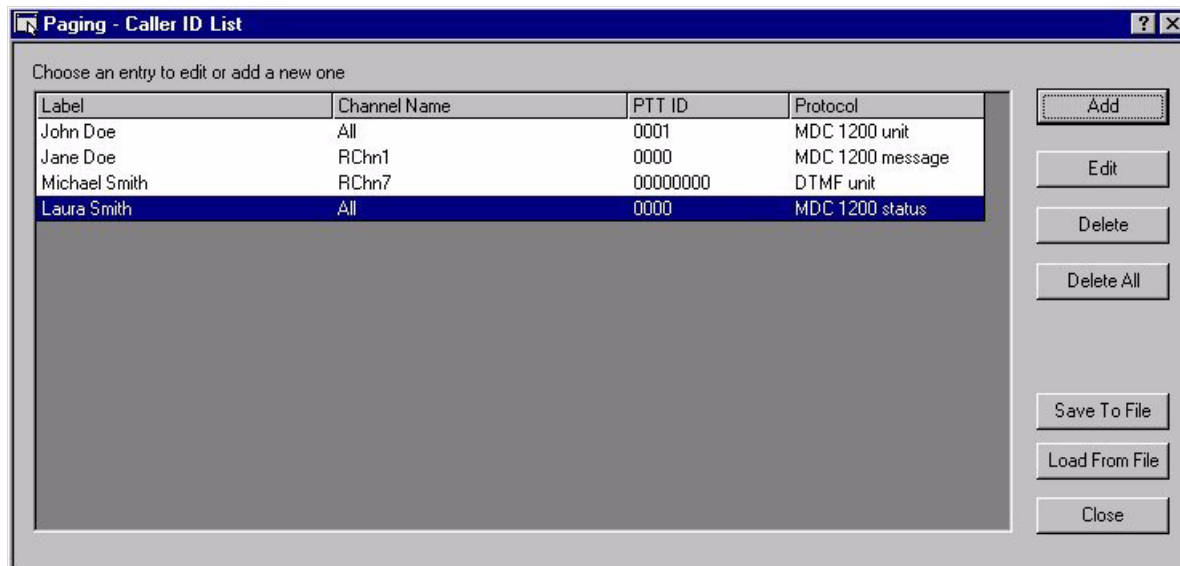 Paging - Caller ID List
Choose an entry to edit or add a new one
Label Channel Name PTT ID Protocol
John Doe All 0001 MDC 1200 unit
Jane Doe RChn1 0000 MDC 1200 message
Michael Smith RChn7 00000000 DTMF unit
Laura Smith All 0000 MDC 1200 status
Add
Edit
Delete
Delete All
Save To File
Load From File
Close